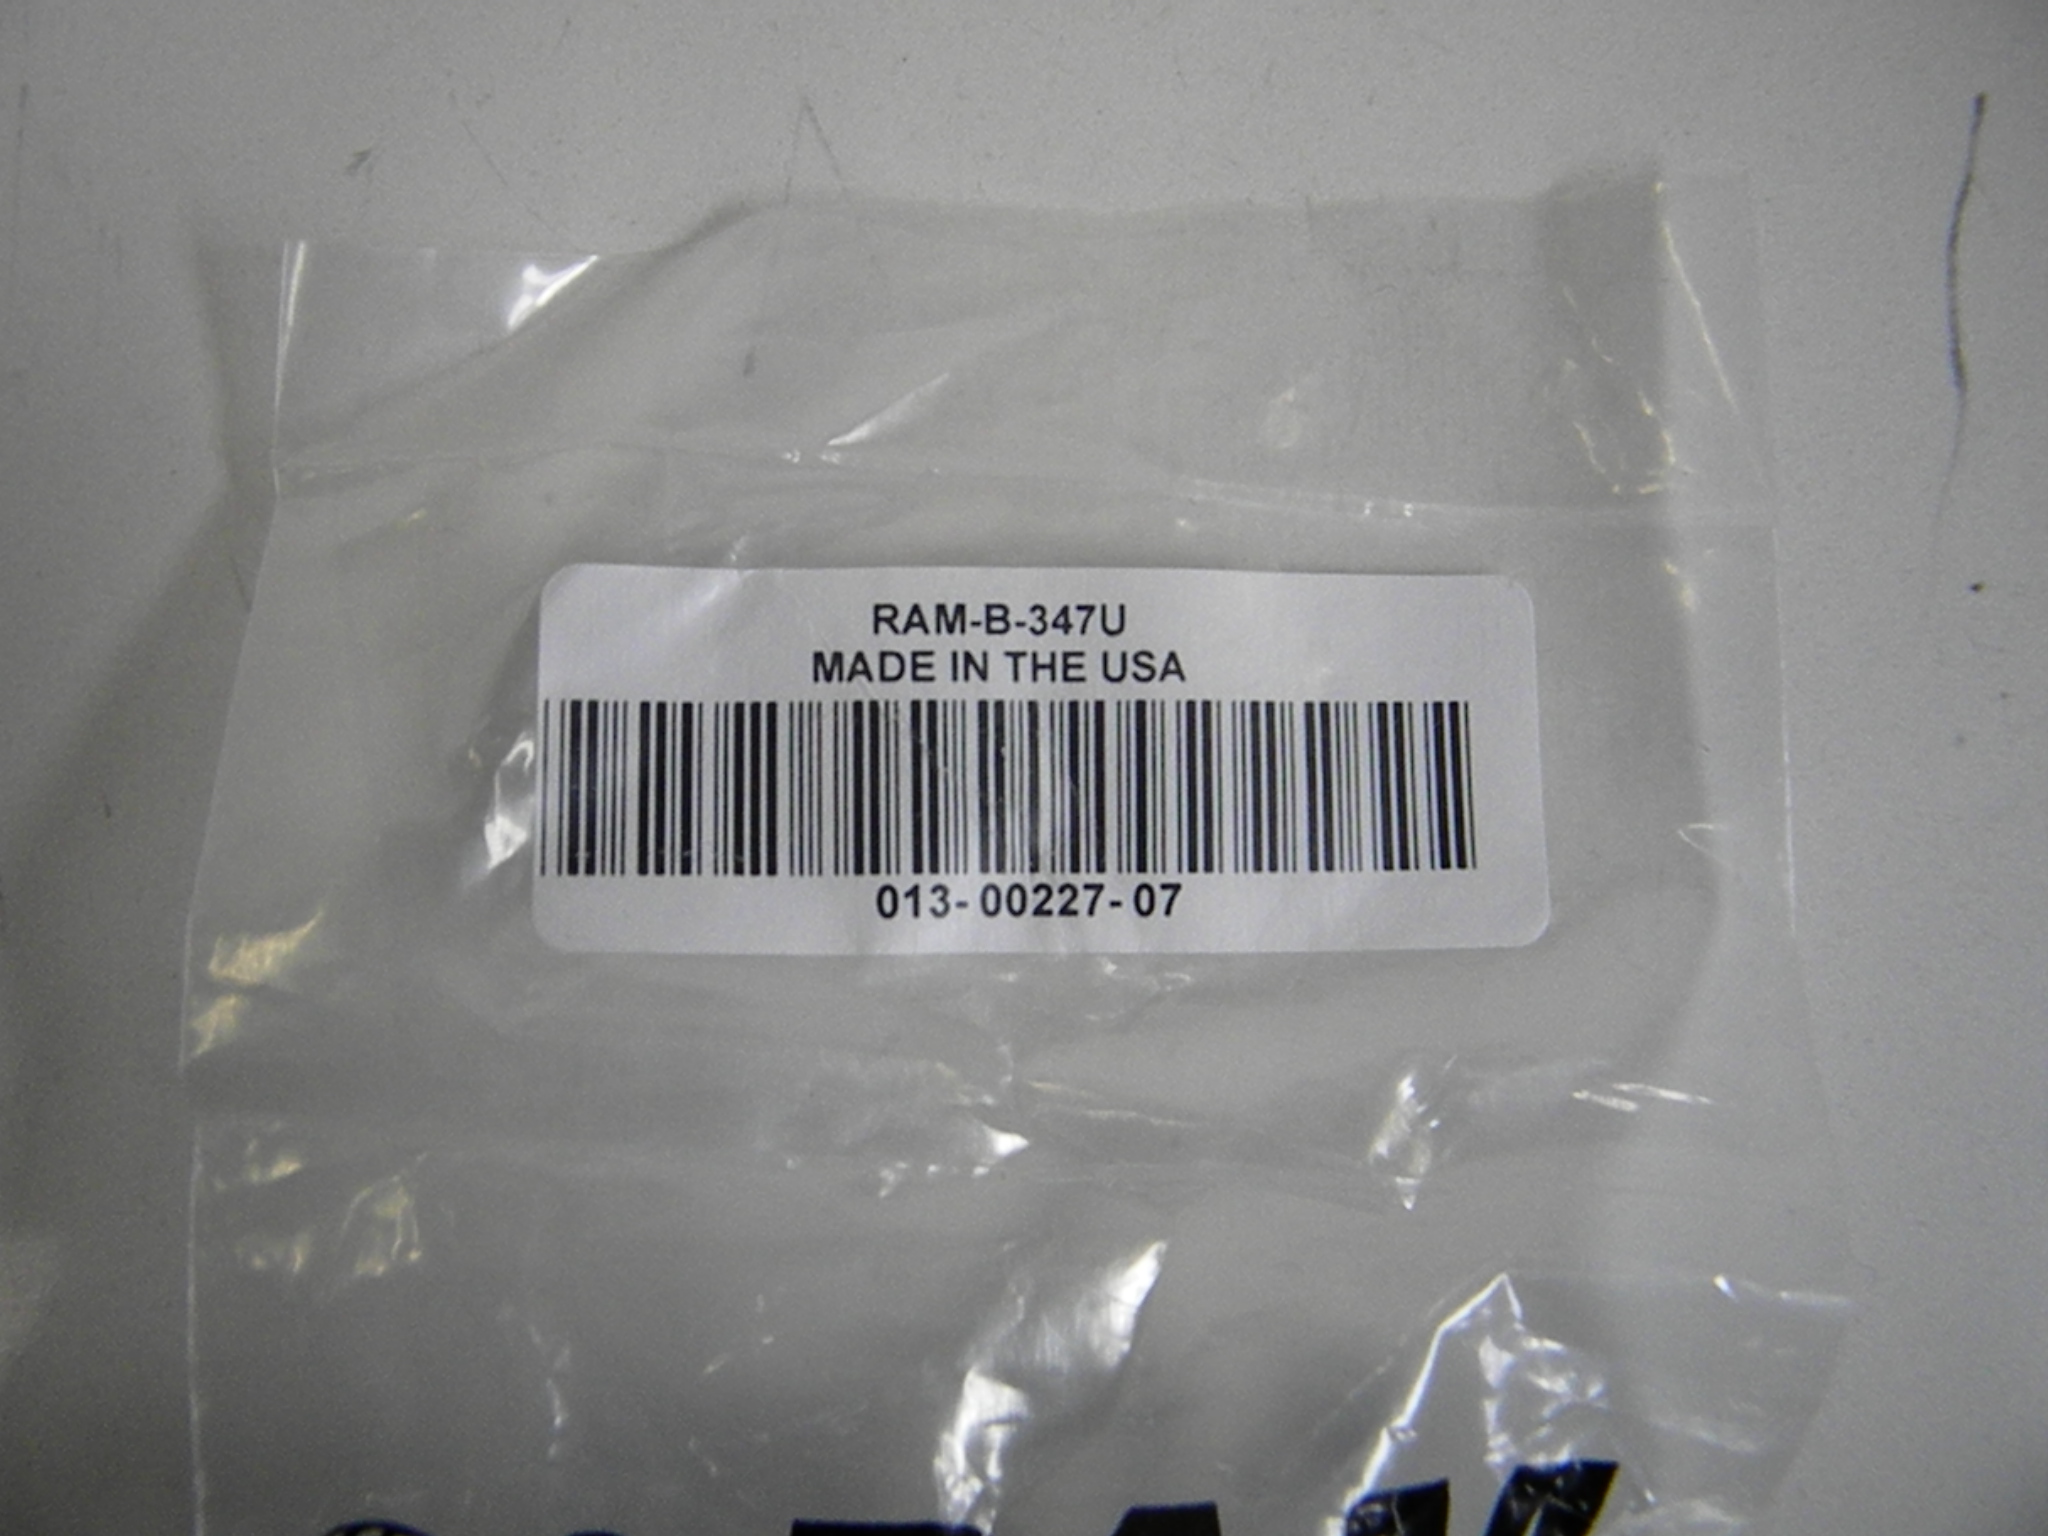 RAM-B-347U
MADE IN THE USA
013-00227-07